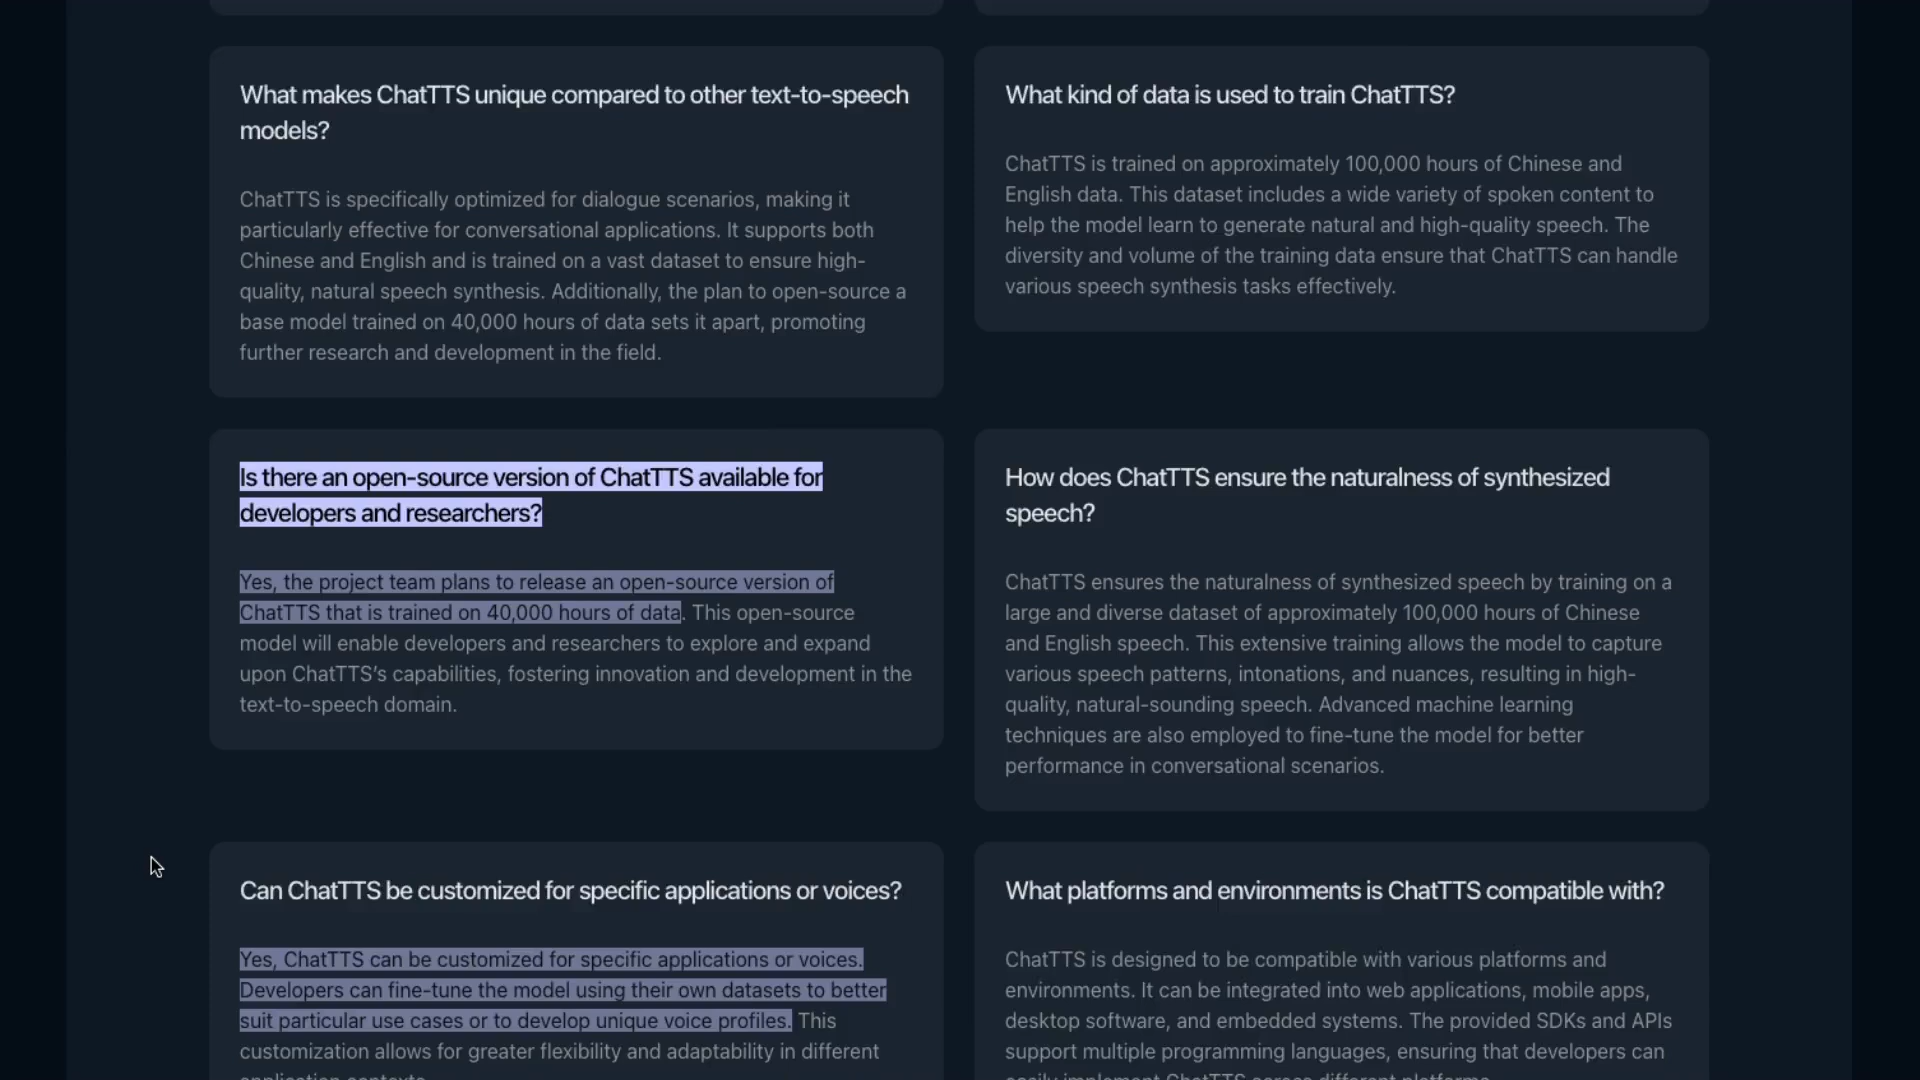 What makes ChatTTS unique compared to other text-to-speech
models?
ChatTTS is specifically optimized for dialogue scenarios, making it
particularly effective for conversational applications. It supports both
Chinese and English and is trained on a vast dataset to ensure high-
quality, natural speech synthesis. Additionally, the plan to open-source a
base model trained on 40,000 hours of data sets it apart, promoting
further research and development in the field.
What kind of data is used to train ChatTTS?
ChatTTS is trained on approximately 100,000 hours of Chinese and
English data. This dataset includes a wide variety of spoken content to
help the model learn to generate natural and high-quality speech. The
diversity and volume of the training data ensure that ChatTTS can handle
various speech synthesis tasks effectively.
Is there an open-source version of ChatTTS available for
developers and researchers?
Yes, the project team plans to release an open-source version of
ChatTTS that is trained on 40,000 hours of data. This open-source
model will enable developers and researchers to explore and expand
upon ChatTTS’s capabilities, fostering innovation and development in the
text-to-speech domain.
How does ChatTTS ensure the naturalness of synthesized
speech?
ChatTTS ensures the naturalness of synthesized speech by training on a
large and diverse dataset of approximately 100,000 hours of Chinese
and English speech. This extensive training allows the model to capture
various speech patterns, intonations, and nuances, resulting in high-
quality, natural-sounding speech. Advanced machine learning
techniques are also employed to fine-tune the model for better
performance in conversational scenarios.
Can ChatTTS be customized for specific applications or voices?
Yes, ChatTTS can be customized for specific applications or voices.
Developers can fine-tune the model using their own datasets to better
suit particular use cases or to develop unique voice profiles. This
customization allows for greater flexibility and adaptability in different
application contexts.
What platforms and environments is ChatTTS compatible with?
ChatTTS is designed to be compatible with various platforms and
environments. It can be integrated into web applications, mobile apps,
desktop software, and embedded systems. The provided SDKs and APIs
support multiple programming languages, ensuring that developers can
easily implement ChatTTS across different platforms.